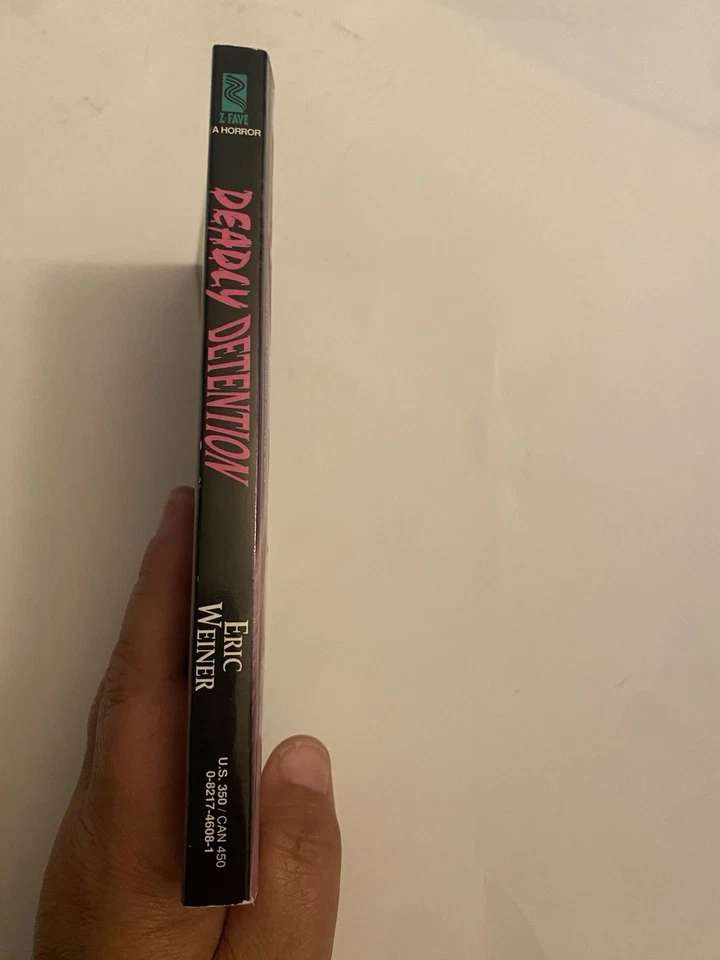 Z·FAVE
A HORROR
DEADLY DETENTION
ERIC
WEINER
U.S. 350 / CAN 450
0-8217-4608-1